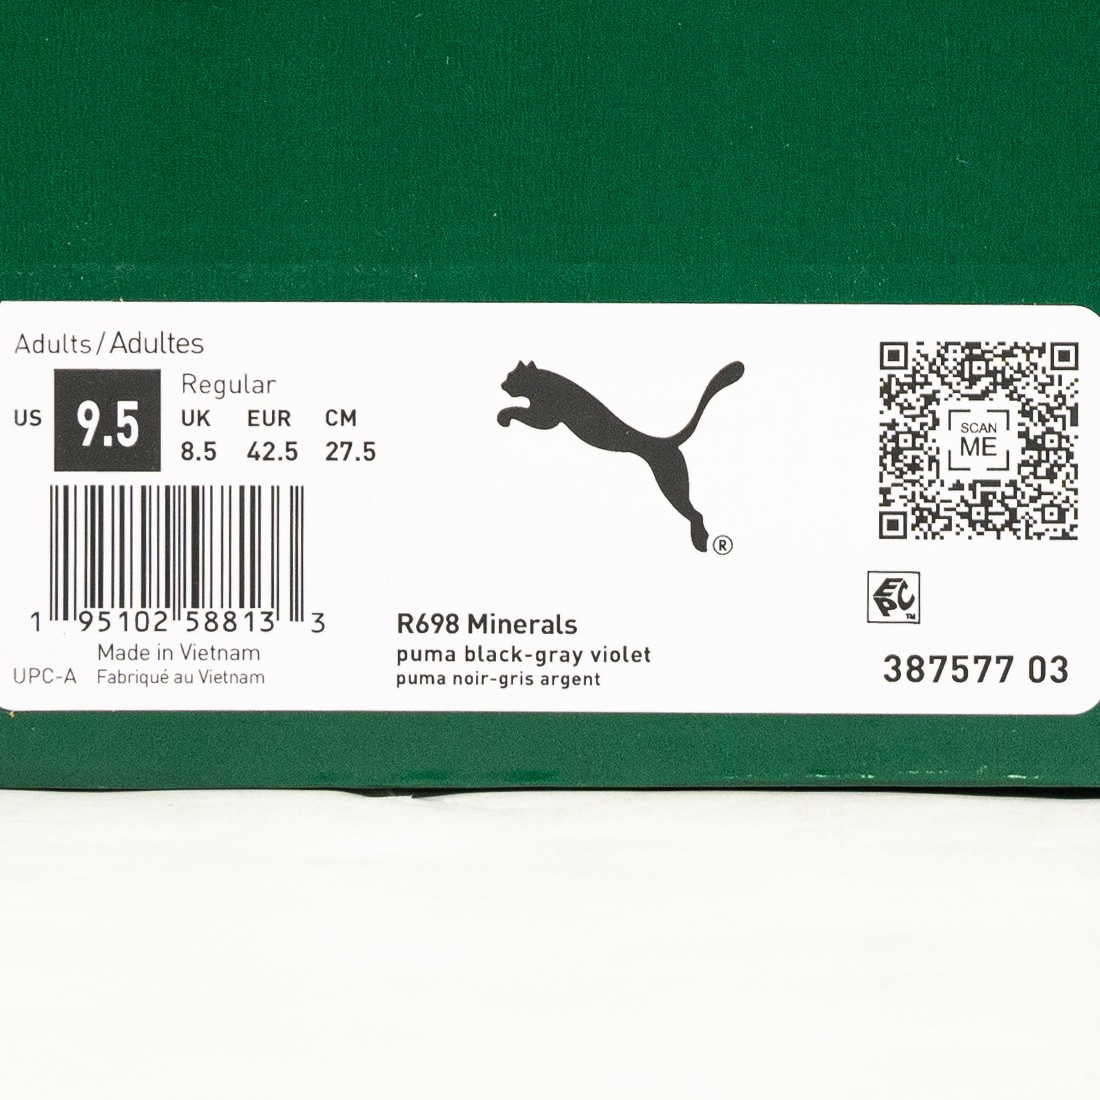 Adults/Adultes
US 9.5
Regular
UK EUR CM
8.5 42.5 27.5
1 95102 58813 3
Made in Vietnam
UPC-A Fabriqué au Vietnam
®
R698 Minerals
puma black-gray violet
puma noir-gris argent
SCAN
ME
EPC™
387577 03